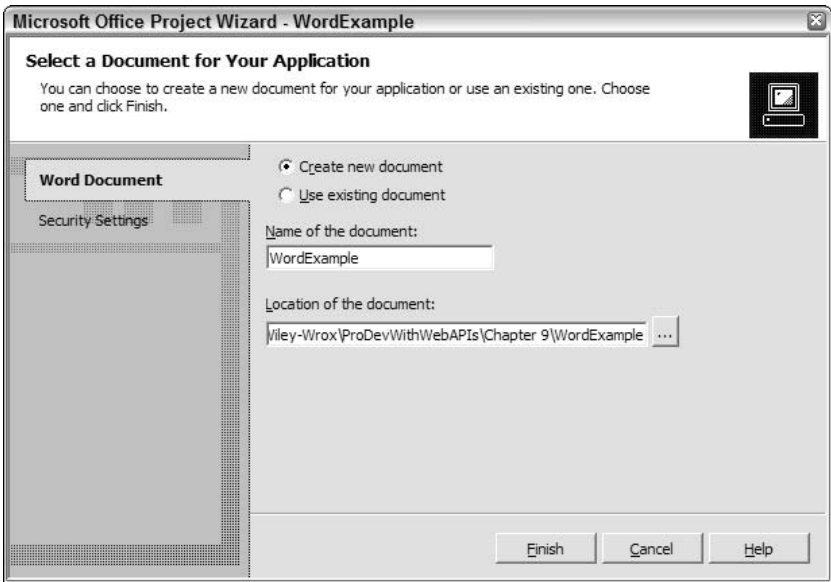 Microsoft Office Project Wizard - WordExample
Select a Document for Your Application
You can choose to create a new document for your application or use an existing one. Choose
one and click Finish.
Word Document
Security Settings
Create new document
Use existing document
Name of the document:
WordExample
Location of the document:
Wiley-Wrox\ProDevWithWebAPIs\Chapter 9\WordExample
...
Finish
Cancel
Help